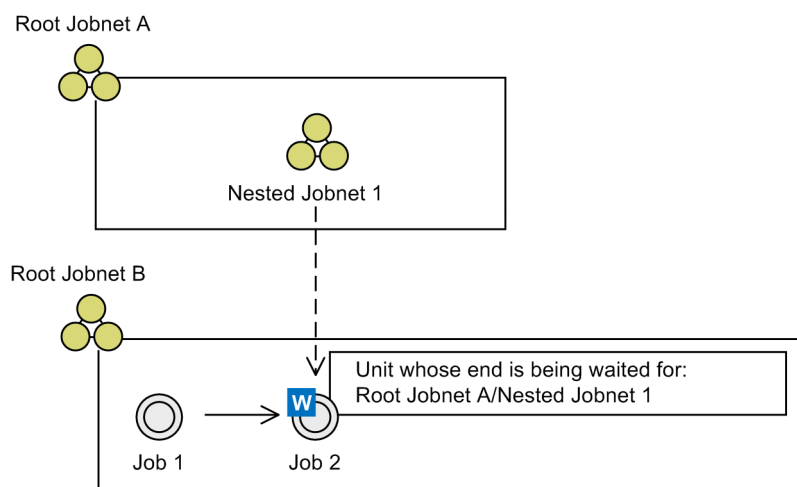 Root Jobnet A
Nested Jobnet 1
Root Jobnet B
Unit whose end is being waited for:
Root Jobnet A/Nested Jobnet 1
W
Job 1
Job 2